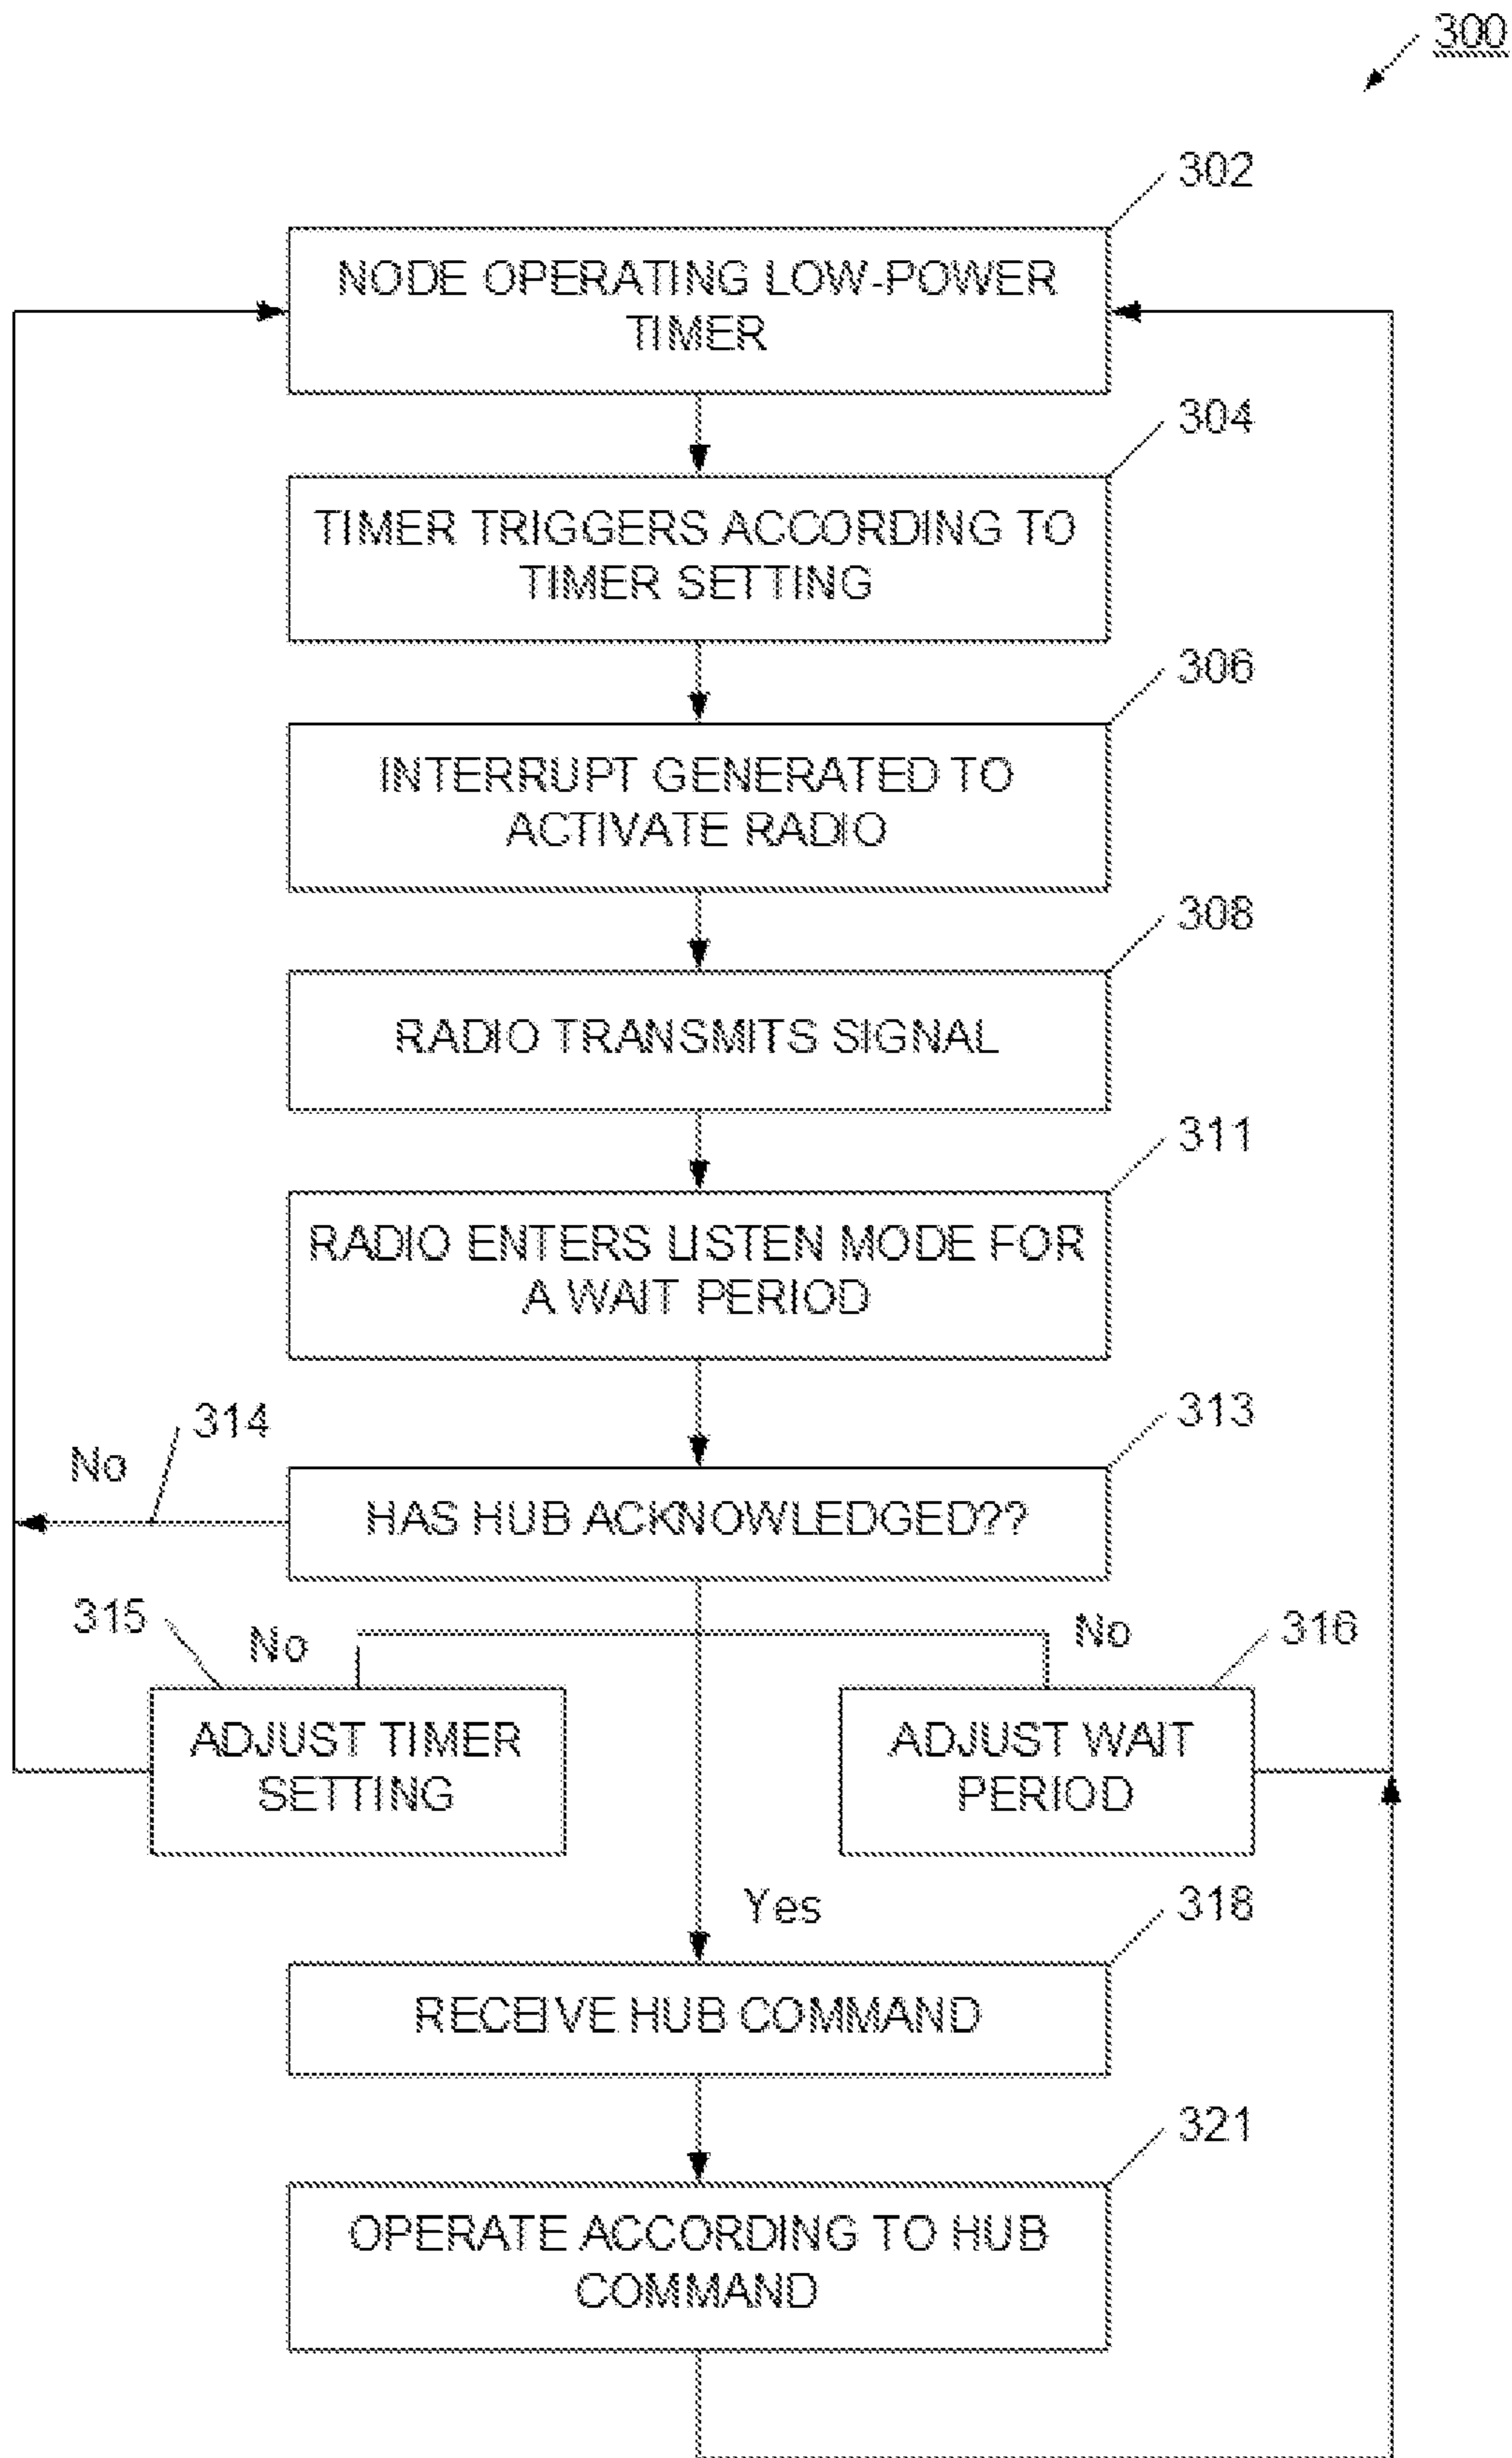 300
302
NODE OPERATING LOW-POWER
TIMER
304
TIMER TRIGGERS ACCORDING TO
TIMER SETTING
306
INTERRUPT GENERATED TO
ACTIVATE RADIO
308
RADIO TRANSMITS SIGNAL
311
RADIO ENTERS LISTEN MODE FOR
A WAIT PERIOD
313
314
No
HAS HUB ACKNOWLEDGED??
315
No
No
316
ADJUST TIMER
SETTING
ADJUST WAIT
PERIOD
Yes
318
RECEIVE HUB COMMAND
321
OPERATE ACCORDING TO HUB
COMMAND